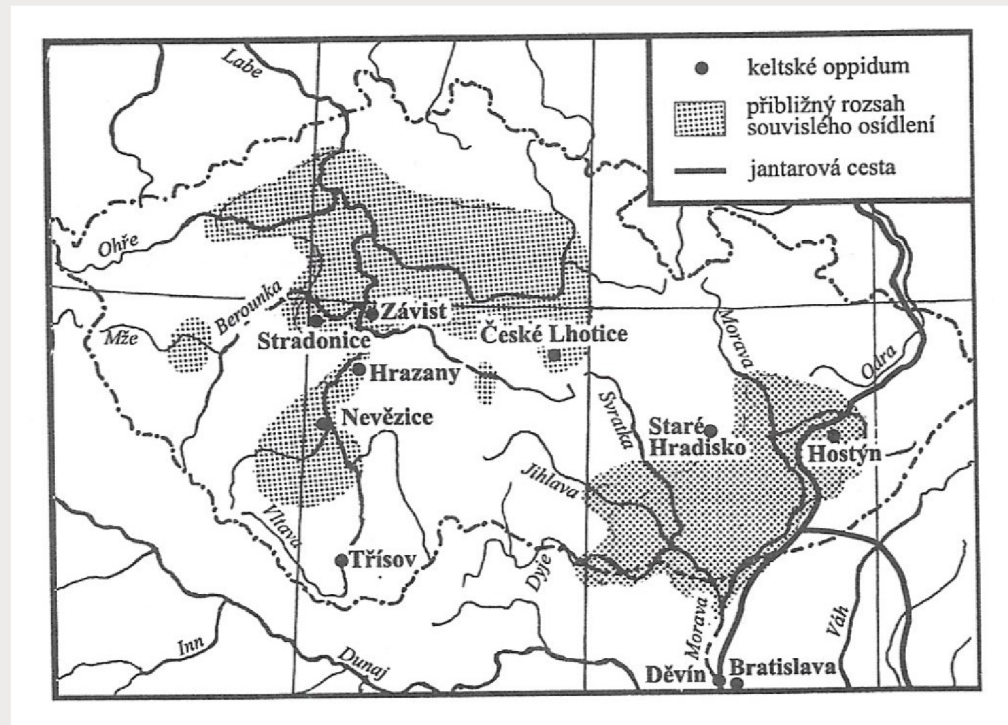 keltské oppidum
přibližný rozsah
souvislého osídlení
jantarová cesta
Labe
Ohře
Berounka
Mže
Stradonice
Závist
České Lhotice
Hrazany
Nevězice
Vltava
Třísov
Morava
Odra
Svratka
Staré
Hradisko
Hostýn
Jihlava
Dyje
Inn
Dunaj
Morava
Váh
Děvín
Bratislava